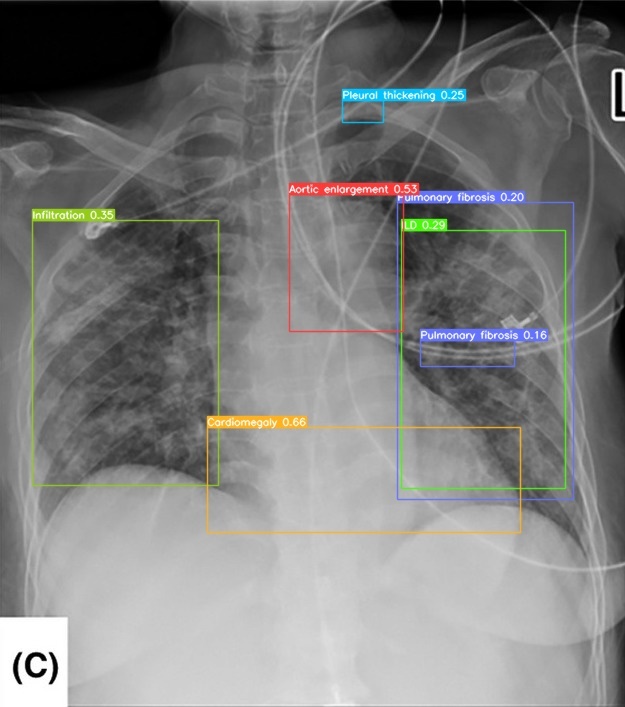 Pleural thickening 0.25
Aortic enlargement 0.53
Pulmonary fibrosis 0.20
Infiltration 0.35
ILD 0.29
Pulmonary fibrosis 0.16
Cardiomegaly 0.66
L
(C)